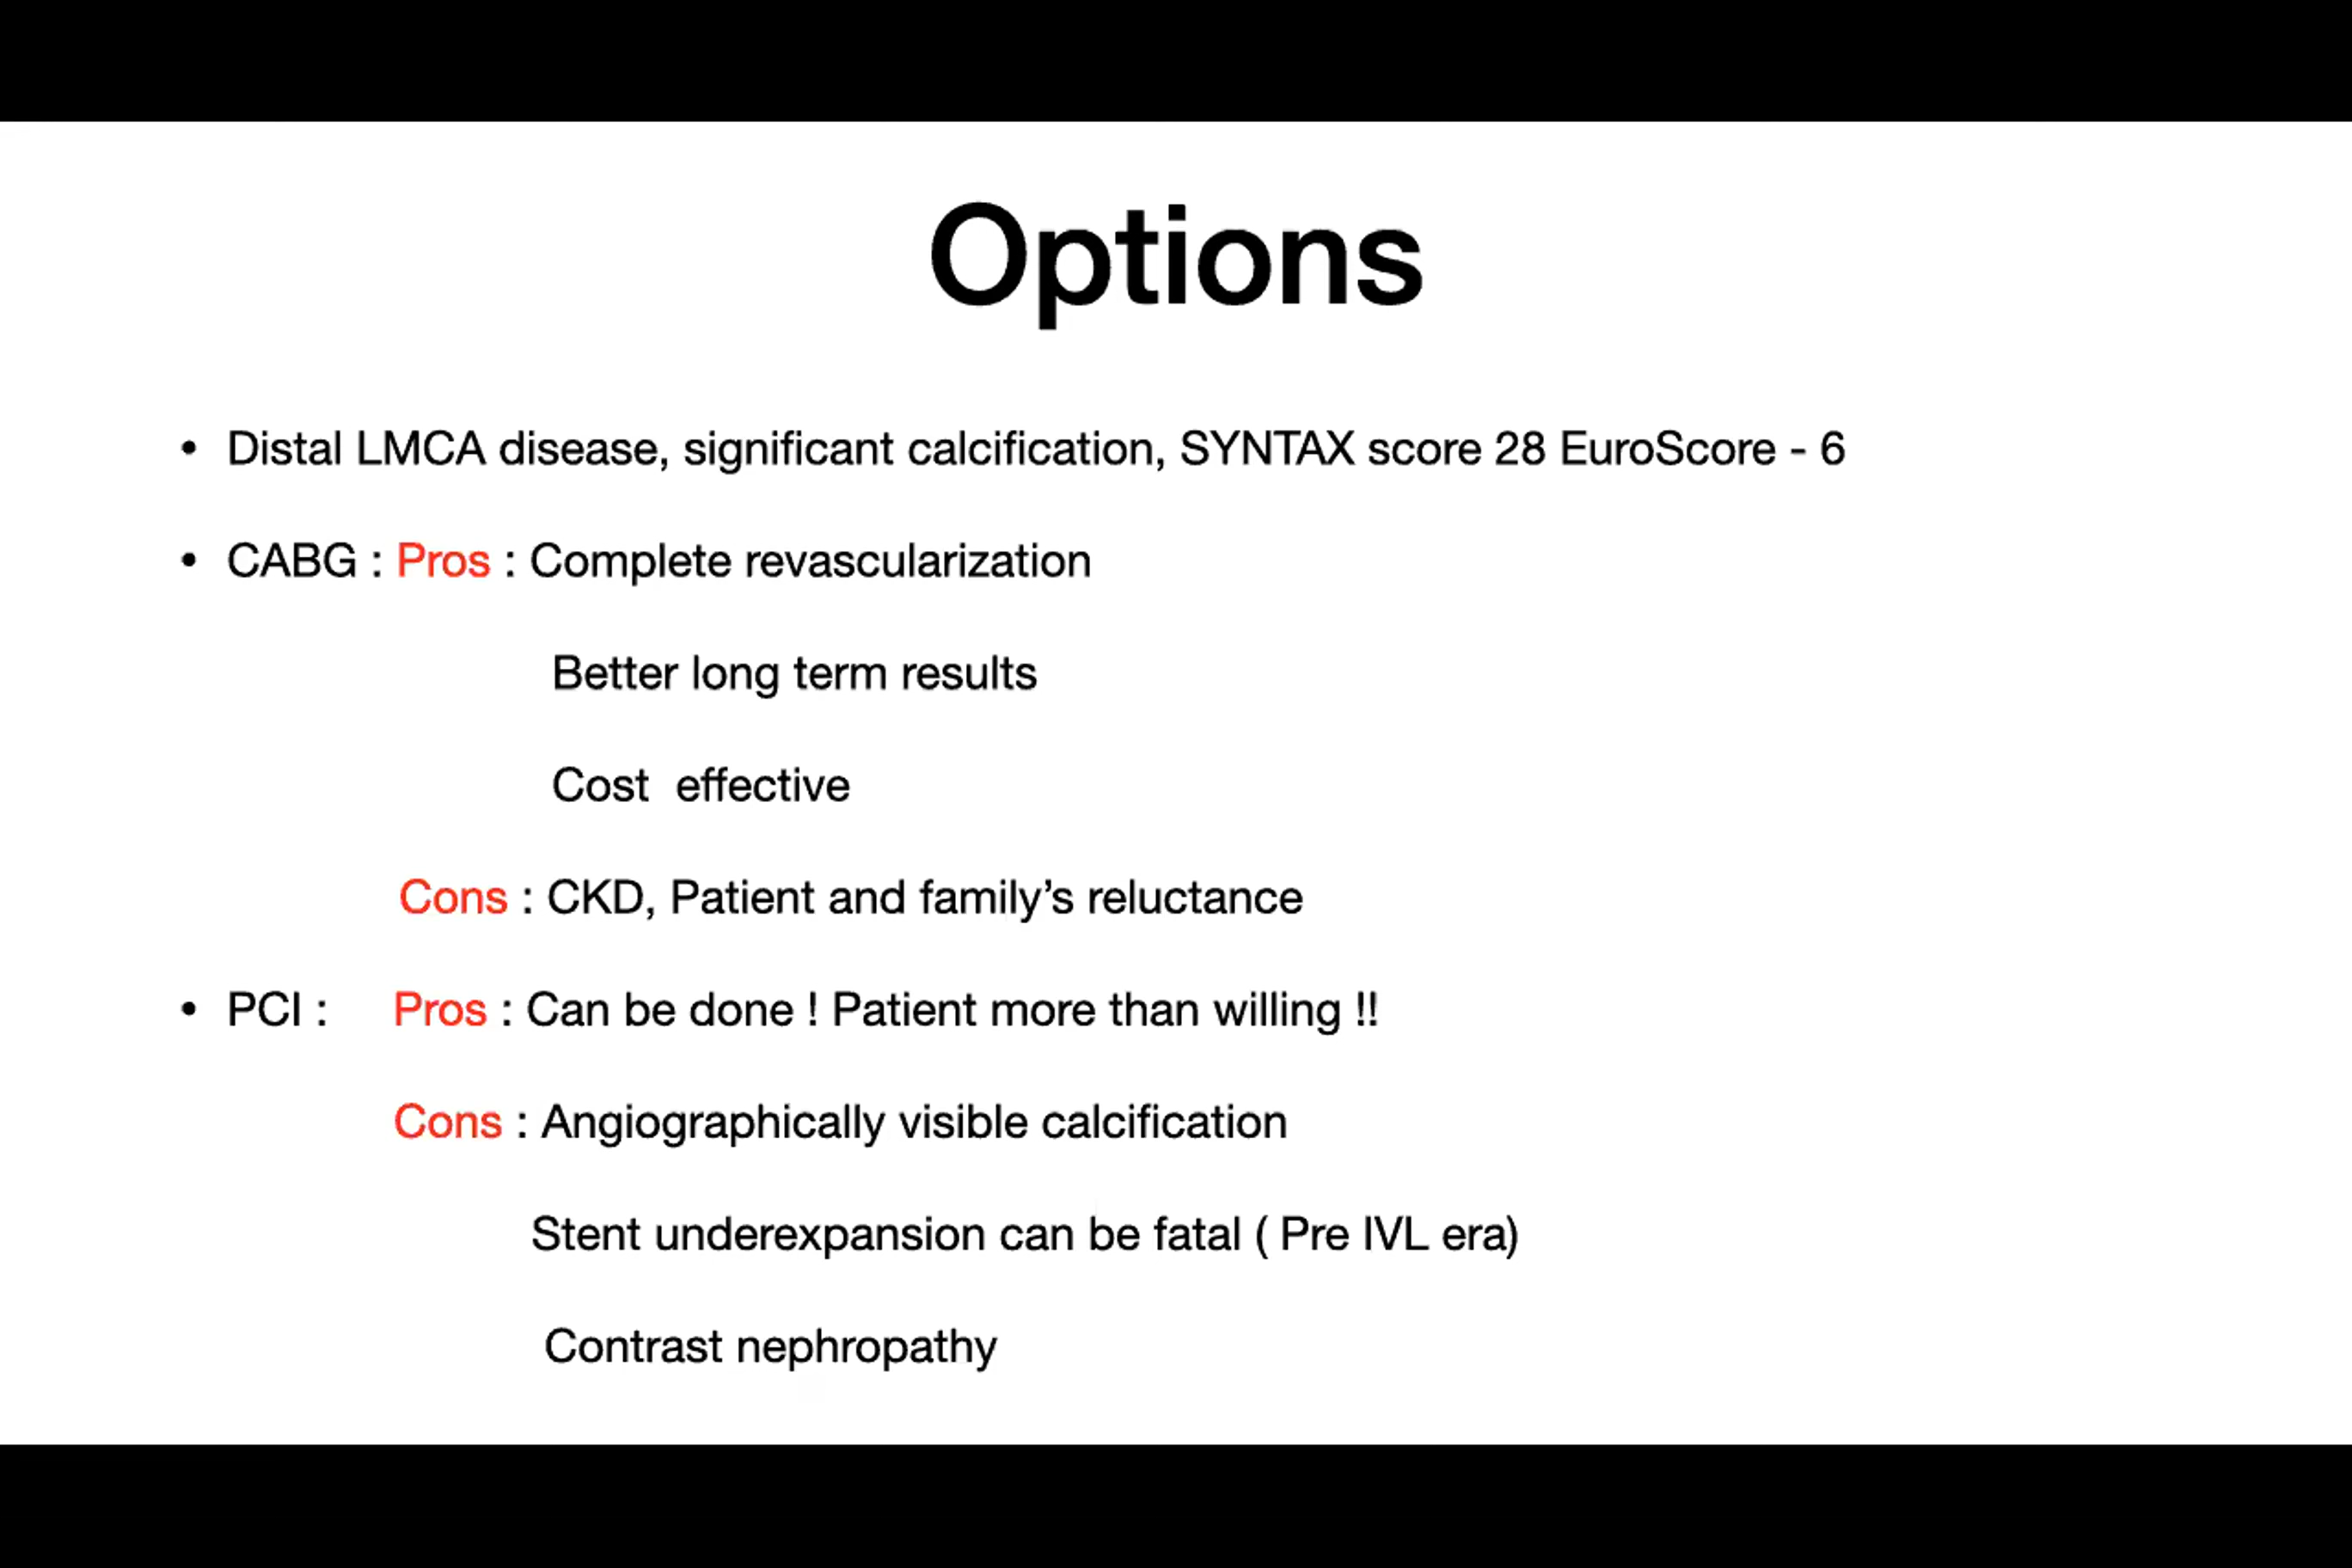 Options
• Distal LMCA disease, significant calcification, SYNTAX score 28 EuroScore - 6
• CABG : Pros : Complete revascularization
Better long term results
Cost  effective
Cons : CKD, Patient and family’s reluctance
• PCI : Pros : Can be done ! Patient more than willing !!
Cons : Angiographically visible calcification
Stent underexpansion can be fatal ( Pre IVL era)
Contrast nephropathy